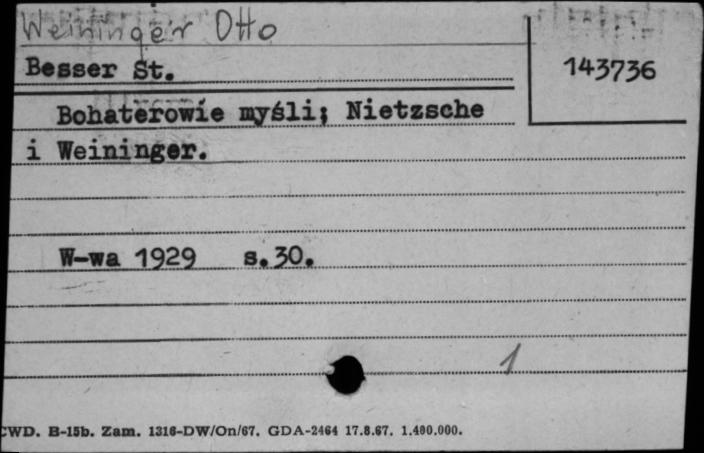 Weininger Otto
Besser St.
143736
Bohaterowie myśli; Nietzsche
i Weininger.
W-wa 1929 s.30.
1
CWD. B-15b. Zam. 1316-DW/On/67. GDA-2464 17.8.67. 1.400.000.